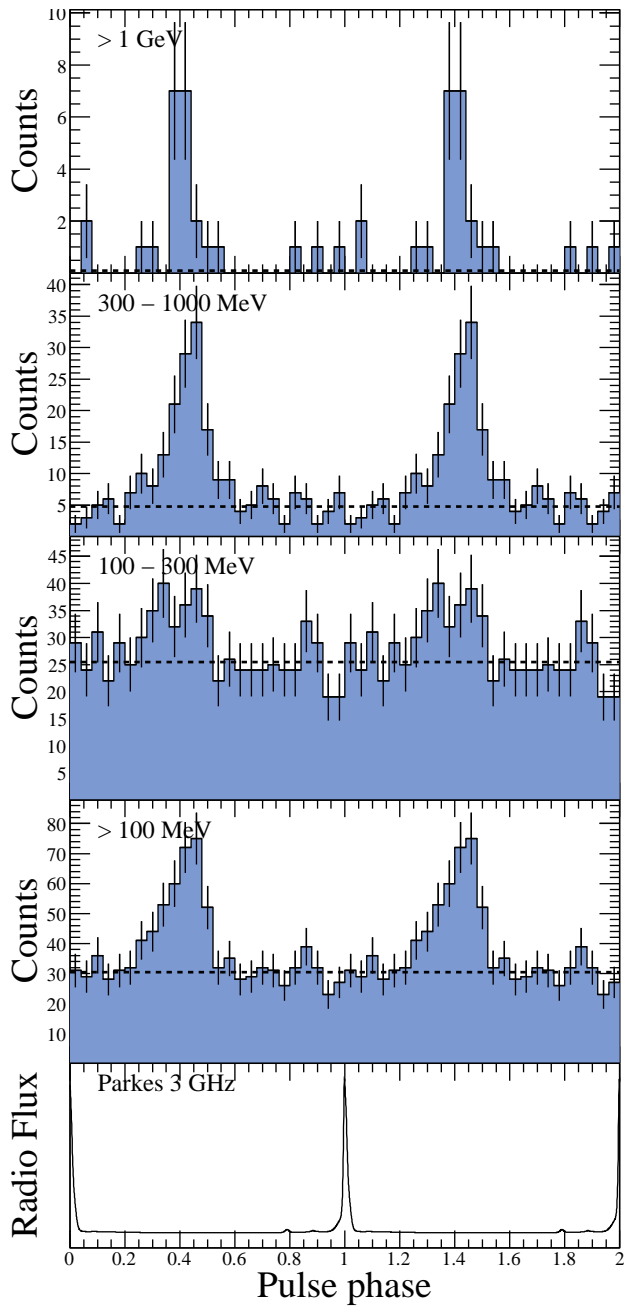 > 1 GeV
Counts
10
8
6
4
2
300 – 1000 MeV
Counts
40
35
30
25
20
15
10
5
100 – 300 MeV
Counts
45
40
35
30
25
20
15
10
5
> 100 MeV
Counts
80
70
60
50
40
30
20
10
Parkes 3 GHz
Radio Flux
0 0.2 0.4 0.6 0.8 1 1.2 1.4 1.6 1.8 2
Pulse phase